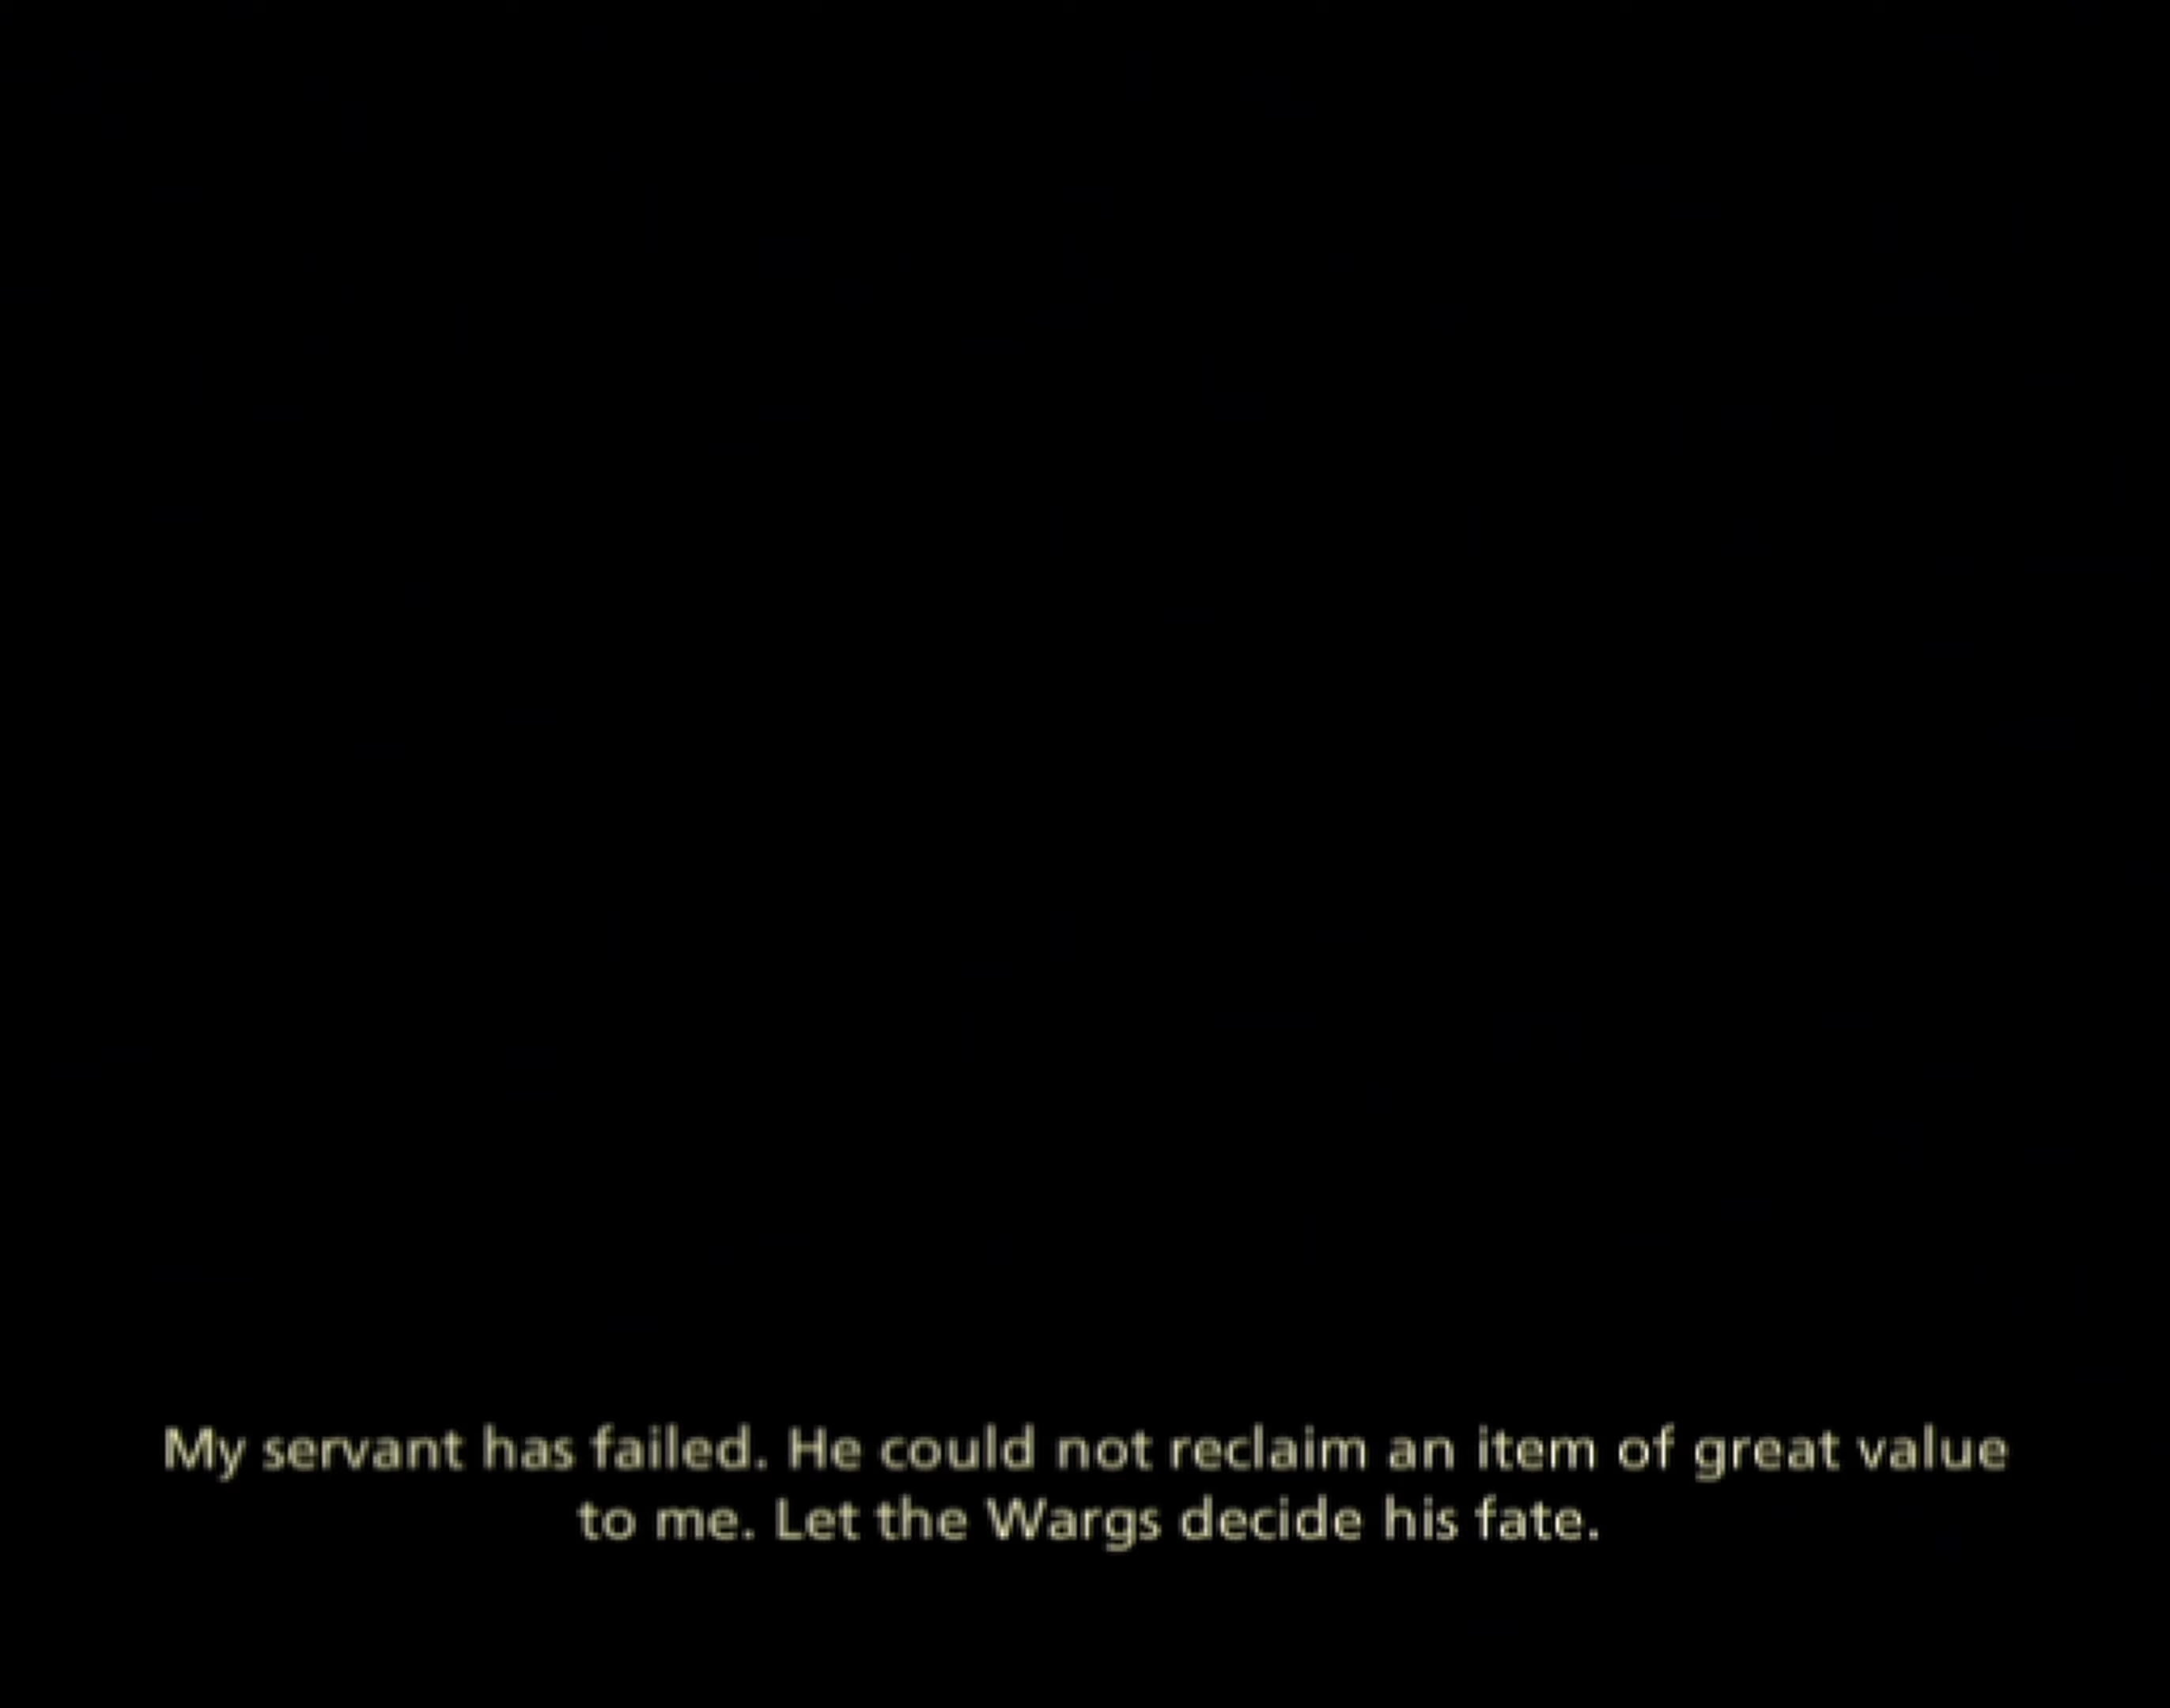 My servant has failed. He could not reclaim an item of great value
to me. Let the Wargs decide his fate.